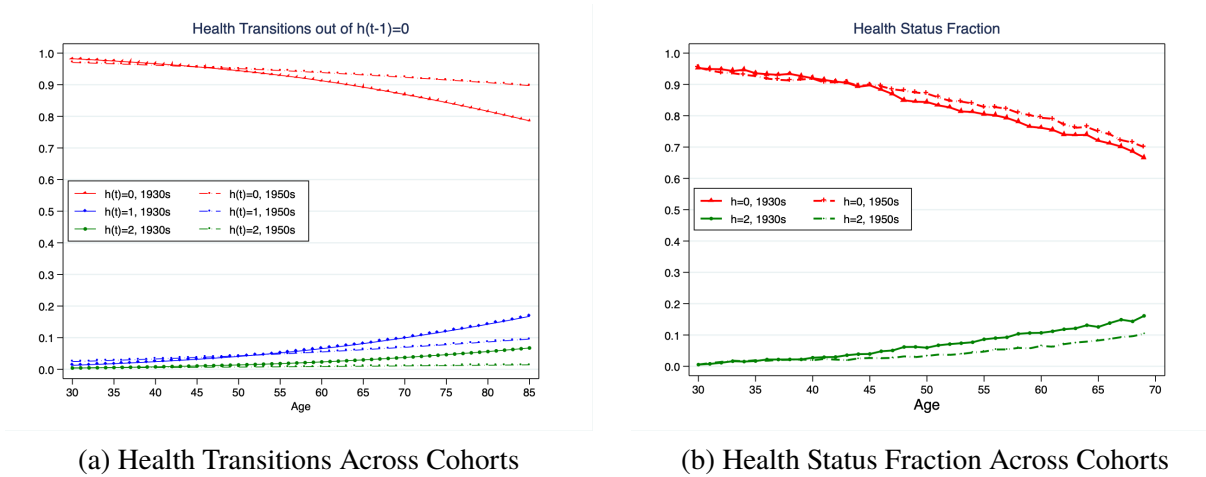 Health Transitions out of h(t-1)=0
1.0
0.9
0.8
0.7
0.6
0.5
0.4
0.3
0.2
0.1
0.0
h(t)=0, 1930s h(t)=0, 1950s
h(t)=1, 1930s h(t)=1, 1950s
h(t)=2, 1930s h(t)=2, 1950s
30 35 40 45 50 55 60 65 70 75 80 85
Age
(a) Health Transitions Across Cohorts
Health Status Fraction
1.0
0.9
0.8
0.7
0.6
0.5
0.4
0.3
0.2
0.1
0.0
h=0, 1930s h=0, 1950s
h=2, 1930s h=2, 1950s
30 35 40 45 50 55 60 65 70
Age
(b) Health Status Fraction Across Cohorts